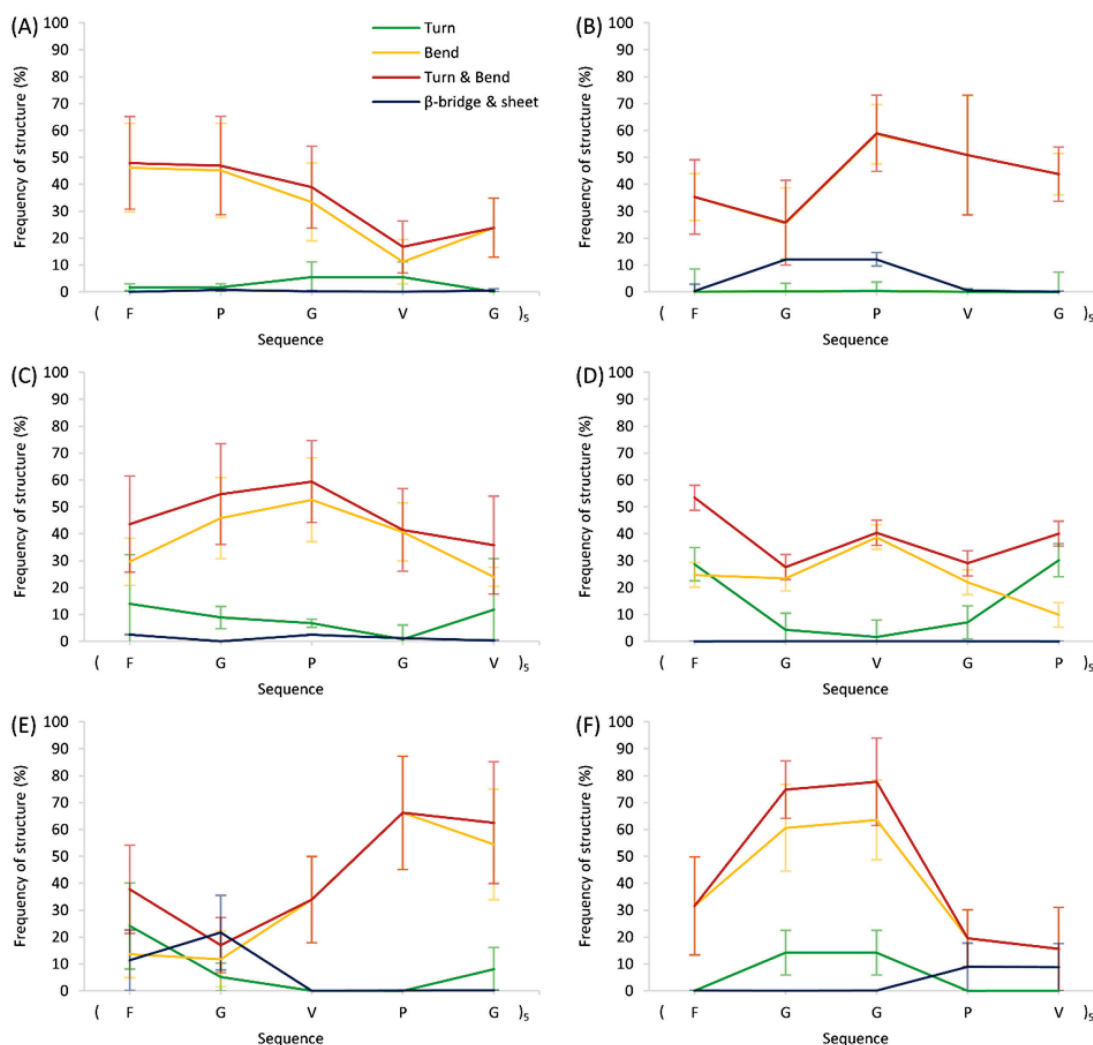 (A)
Turn
Bend
Turn & Bend
β-bridge & sheet
Frequency of structure (%)
100
90
80
70
60
50
40
30
20
10
0
( F P G V G )5
Sequence
(B)
Frequency of structure (%)
100
90
80
70
60
50
40
30
20
10
0
( F G P V G )5
Sequence
(C)
Frequency of structure (%)
100
90
80
70
60
50
40
30
20
10
0
( F G P G V )5
Sequence
(D)
Frequency of structure (%)
100
90
80
70
60
50
40
30
20
10
0
( F G V G P )5
Sequence
(E)
Frequency of structure (%)
100
90
80
70
60
50
40
30
20
10
0
( F G V P G )5
Sequence
(F)
Frequency of structure (%)
100
90
80
70
60
50
40
30
20
10
0
( F G G P V )5
Sequence